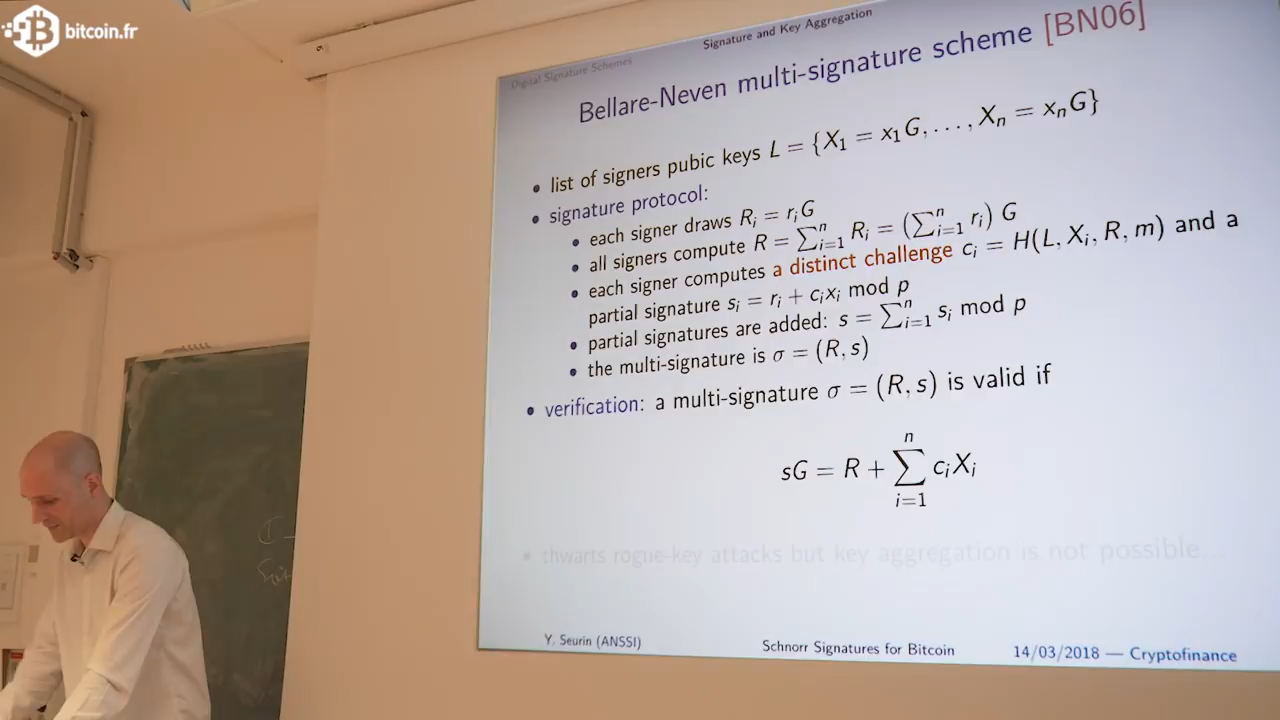 bitcoin.fr
Signature and Key Aggregation
Digital Signature Schemes
Bellare-Neven multi-signature scheme [BN06]
• list of signers pubic keys L = {X₁ = x₁G, . . . , Xₙ = xₙG}
• signature protocol:
• each signer draws Rᵢ = rᵢG
• all signers compute R = ∑ⁿᵢ₌₁ Rᵢ = (∑ⁿᵢ₌₁ rᵢ) G
• each signer computes a distinct challenge cᵢ = H(L, Xᵢ, R, m) and a
partial signature sᵢ = rᵢ + cᵢxᵢ mod p
• partial signatures are added: s = ∑ⁿᵢ₌₁ sᵢ mod p
• the multi-signature is σ = (R, s)
• verification: a multi-signature σ = (R, s) is valid if
sG = R + ∑ⁿᵢ₌₁ cᵢXᵢ
• thwarts rogue-key attacks but key aggregation is not possible...
Y. Seurin (ANSSI)
Schnorr Signatures for Bitcoin
14/03/2018 — Cryptofinance